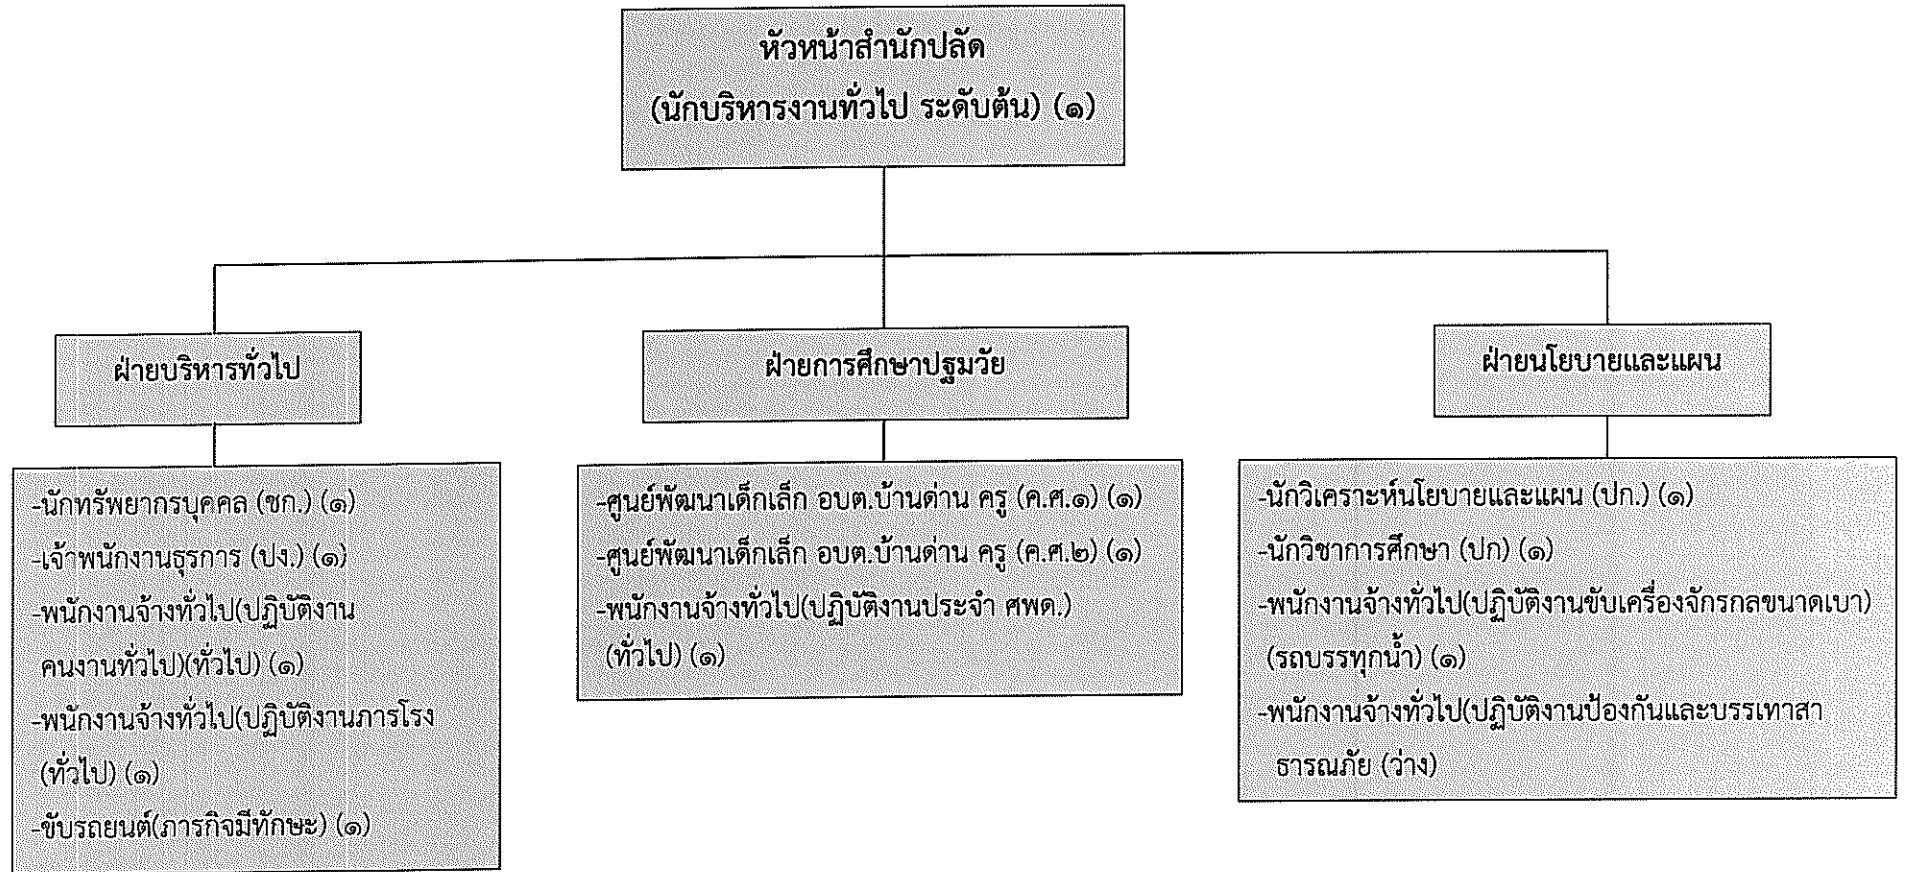 หัวหน้าสำนักปลัด
(นักบริหารงานทั่วไป ระดับต้น) (๑)
ฝ่ายบริหารทั่วไป
-นักทรัพยากรบุคคล (ชก.) (๑)
-เจ้าพนักงานธุรการ (ปง.) (๑)
-พนักงานจ้างทั่วไป(ปฏิบัติงาน
คนงานทั่วไป)(ทั่วไป) (๑)
-พนักงานจ้างทั่วไป(ปฏิบัติงานภารโรง
(ทั่วไป) (๑)
-ขับรถยนต์(ภารกิจมีทักษะ) (๑)
ฝ่ายการศึกษาปฐมวัย
-ศูนย์พัฒนาเด็กเล็ก อบต.บ้านด่าน ครู (ค.ศ.๑) (๑)
-ศูนย์พัฒนาเด็กเล็ก อบต.บ้านด่าน ครู (ค.ศ.๒) (๑)
-พนักงานจ้างทั่วไป(ปฏิบัติงานประจำ ศพด.)
(ทั่วไป) (๑)
ฝ่ายนโยบายและแผน
-นักวิเคราะห์นโยบายและแผน (ปก.) (๑)
-นักวิชาการศึกษา (ปก) (๑)
-พนักงานจ้างทั่วไป(ปฏิบัติงานขับเครื่องจักรกลขนาดเบา)
(รถบรรทุกน้ำ) (๑)
-พนักงานจ้างทั่วไป(ปฏิบัติงานป้องกันและบรรเทาสา
ธารณภัย (ว่าง)